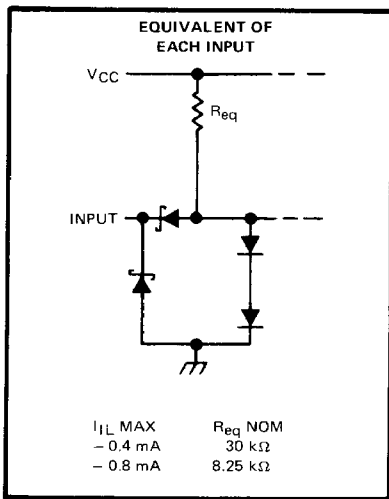 EQUIVALENT OF
EACH INPUT
VCC
Req
INPUT
IIL MAX Req NOM
– 0.4 mA 30 kΩ
– 0.8 mA 8.25 kΩ